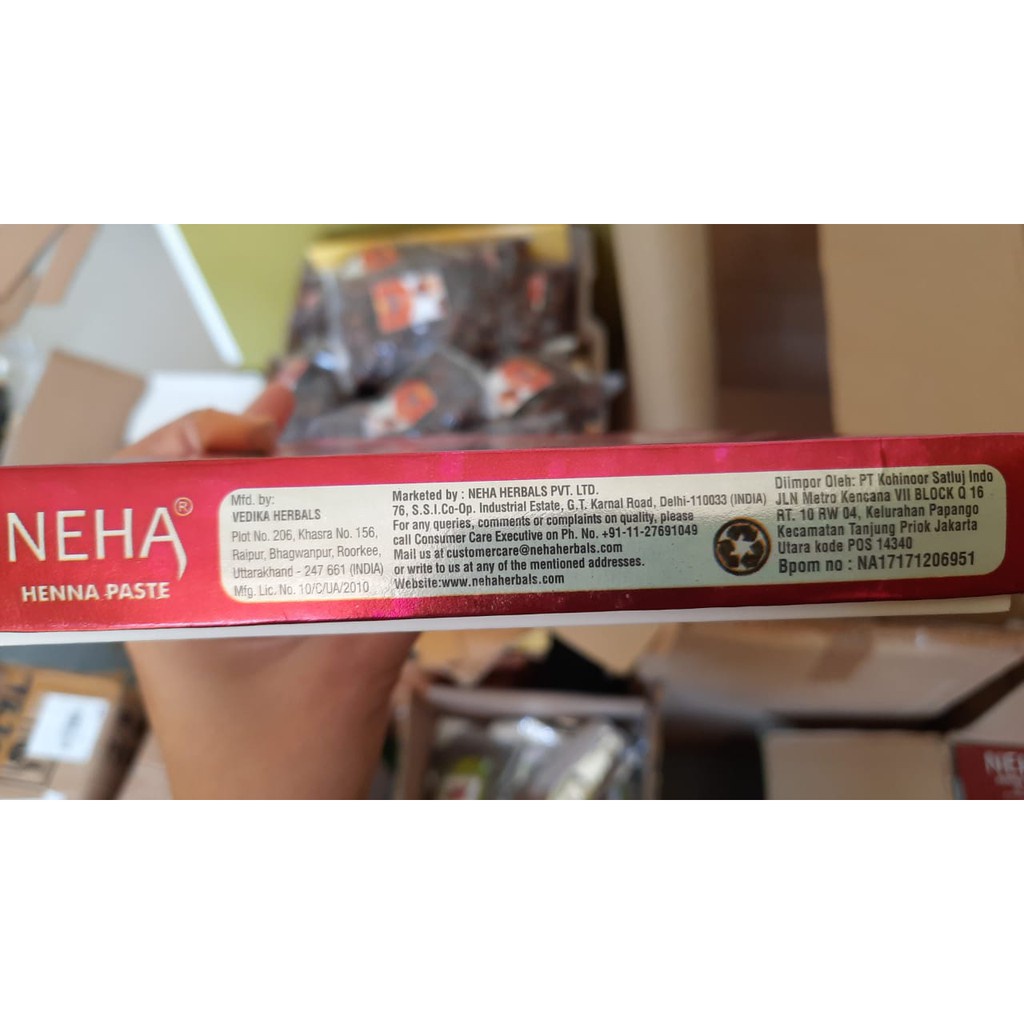 NEHA®
HENNA PASTE
Mfd. by:
VEDIKA HERBALS
Plot No. 206, Khasra No. 156,
Raipur, Bhagwanpur, Roorkee,
Uttarakhand - 247 661 (INDIA)
Mfg. Lic. No. 10/C/UA/2010
Marketed by : NEHA HERBALS PVT. LTD.
76, S.S.I.Co-Op. Industrial Estate, G.T. Karnal Road, Delhi-110033 (INDIA)
For any queries, comments or complaints on quality, please
call Consumer Care Executive on Ph. No. +91-11-27691049
Mail us at customercare@nehaherbals.com
or write to us at any of the mentioned addresses.
Website:www.nehaherbals.com
Diimpor Oleh: PT Kohinoor Satluj Indo
JLN Metro Kencana VII BLOCK Q 16
RT. 10 RW 04, Kelurahan Papango
Kecamatan Tanjung Priok Jakarta
Utara kode POS 14340
Bpom no : NA17171206951